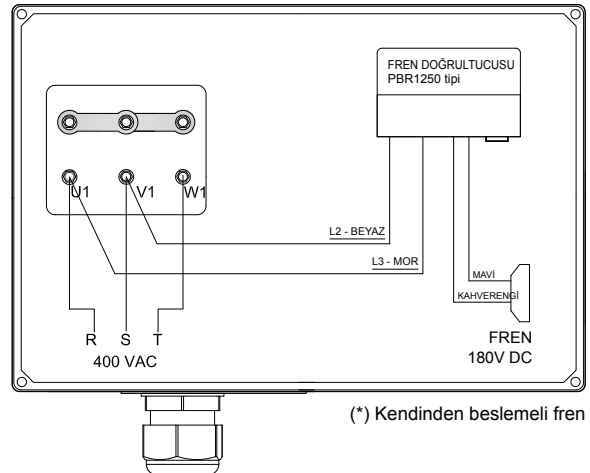 FREN DOĞRULTUCUSU
PBR1250 tipi
U1
V1
W1
L2 - BEYAZ
L3 - MOR
MAVİ
KAHVERENGİ
R S T
400 VAC
FREN
180V DC
(*) Kendinden beslemeli fren